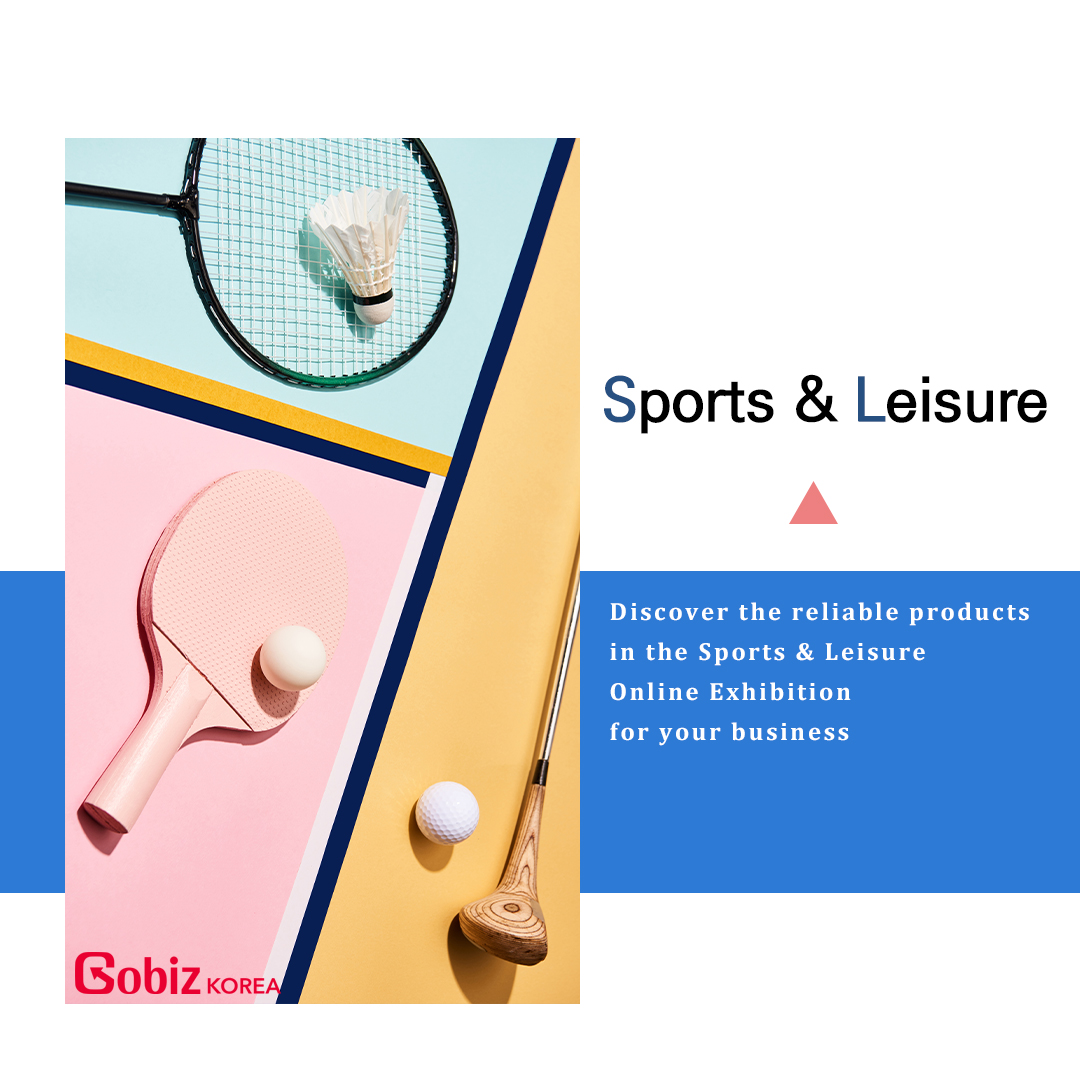 Sports & Leisure
Discover the reliable products
in the Sports & Leisure
Online Exhibition
for your business
Gobiz KOREA